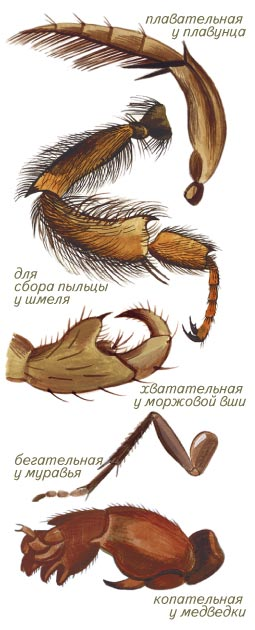 плавательная
у плавунца
для
сбора пыльцы
у шмеля
хватательная
у моржовой вши
бегательная
у муравья
копательная
у медведки